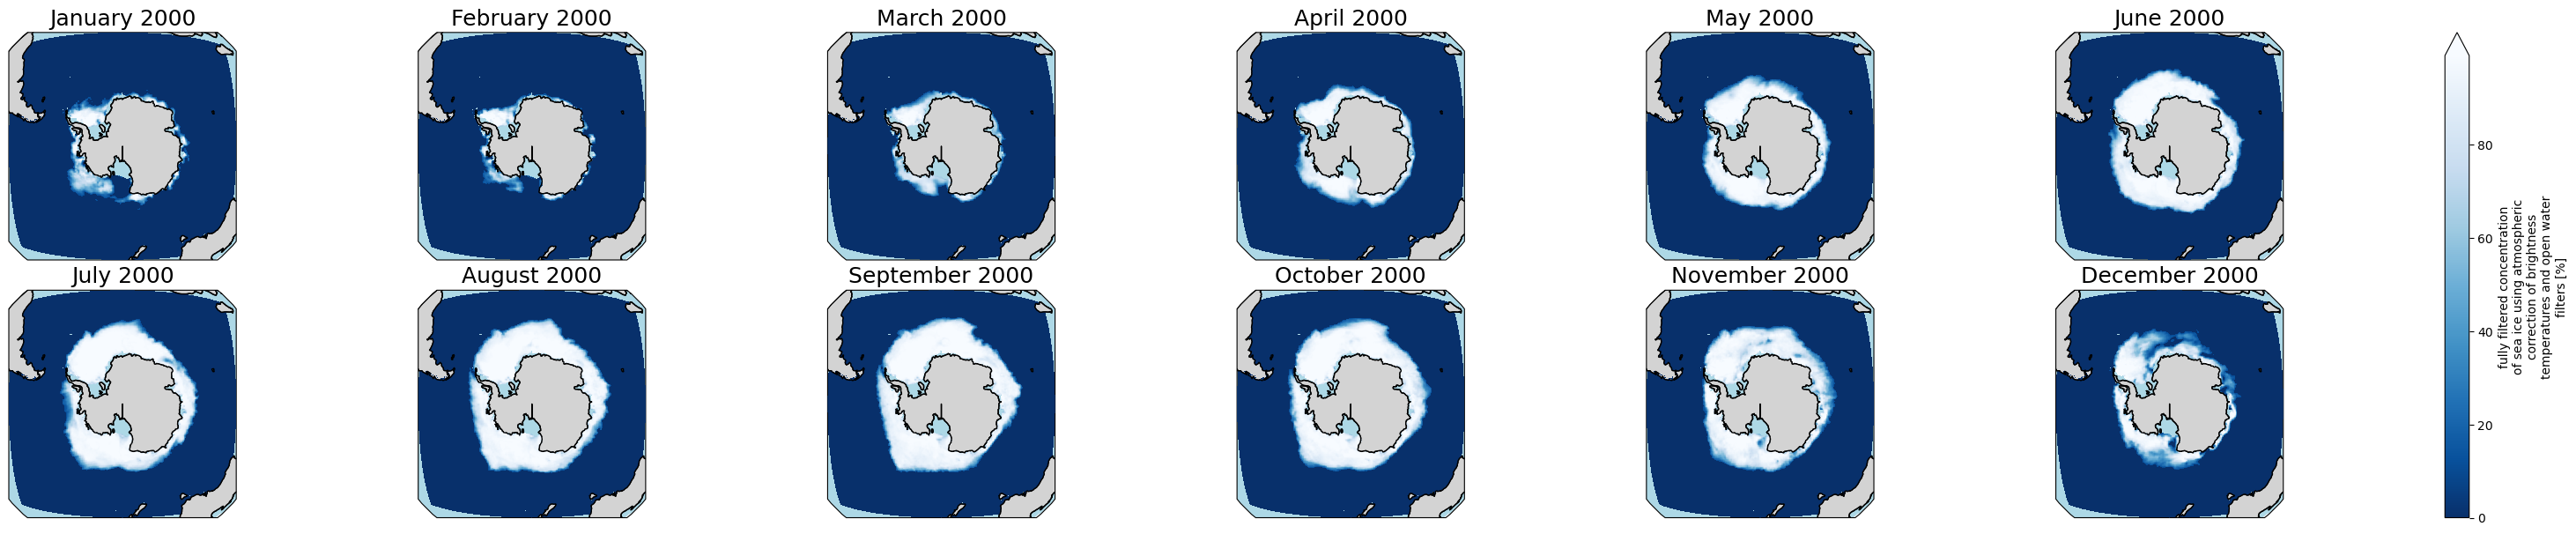 January 2000
February 2000
March 2000
April 2000
May 2000
June 2000
July 2000
August 2000
September 2000
October 2000
November 2000
December 2000
80
60
40
20
0
fully filtered concentration
of sea ice using atmospheric
correction of brightness
temperatures and open water
filters [%]